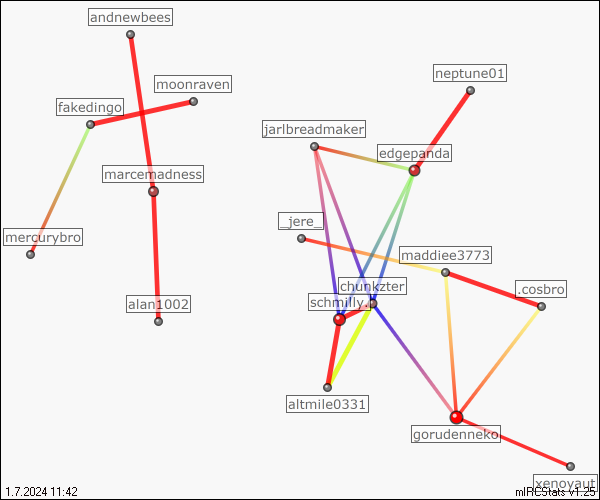 andnewbees
neptune01
moonraven
fakedingo
jarlbreadmaker
edgepanda
marcemadness
_jere_
mercurybro
maddiee3773
chunkzter
.cosbro
schmilly
alan1002
altmile0331
gorudenneko
xenoyaut
1.7.2024 11:42
mIRCStats v1.25